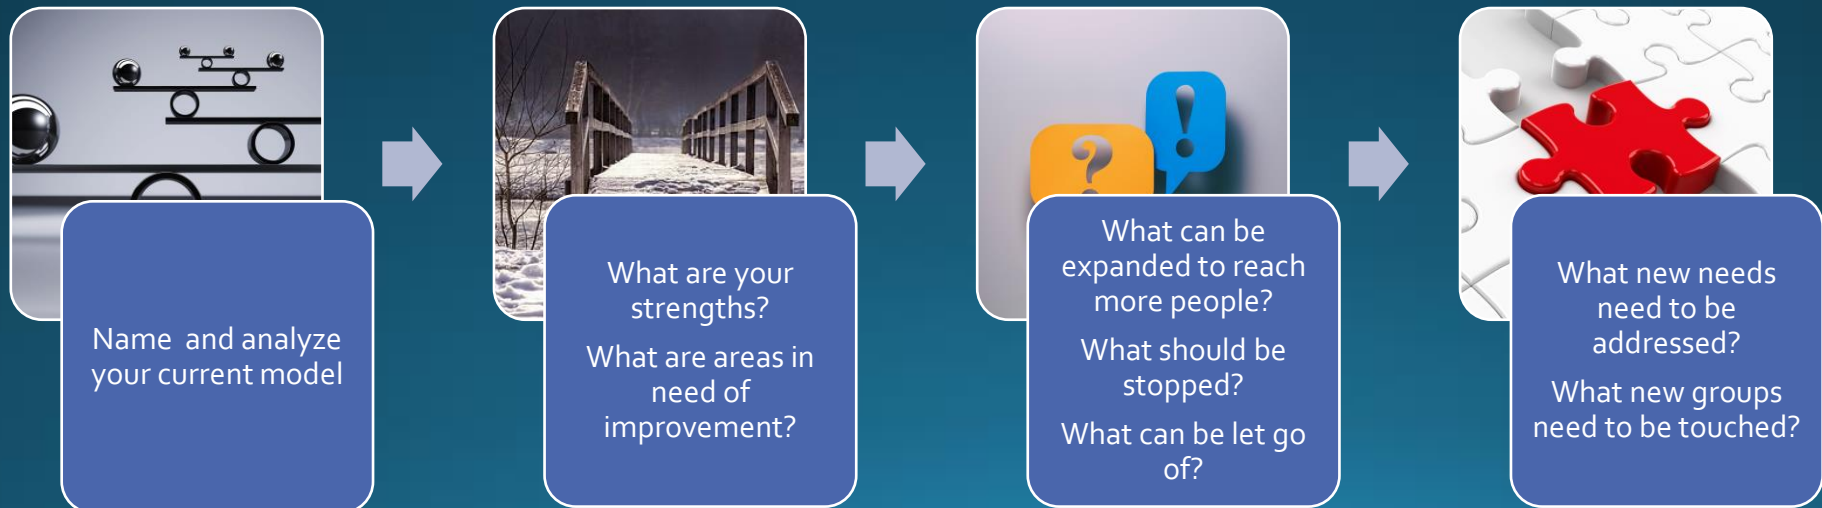 Name  and analyze
your current model
What are your
strengths?
What are areas in
need of
improvement?
?
!
What can be
expanded to reach
more people?
What should be
stopped?
What can be let go
of?
What new needs
need to be
addressed?
What new groups
need to be touched?